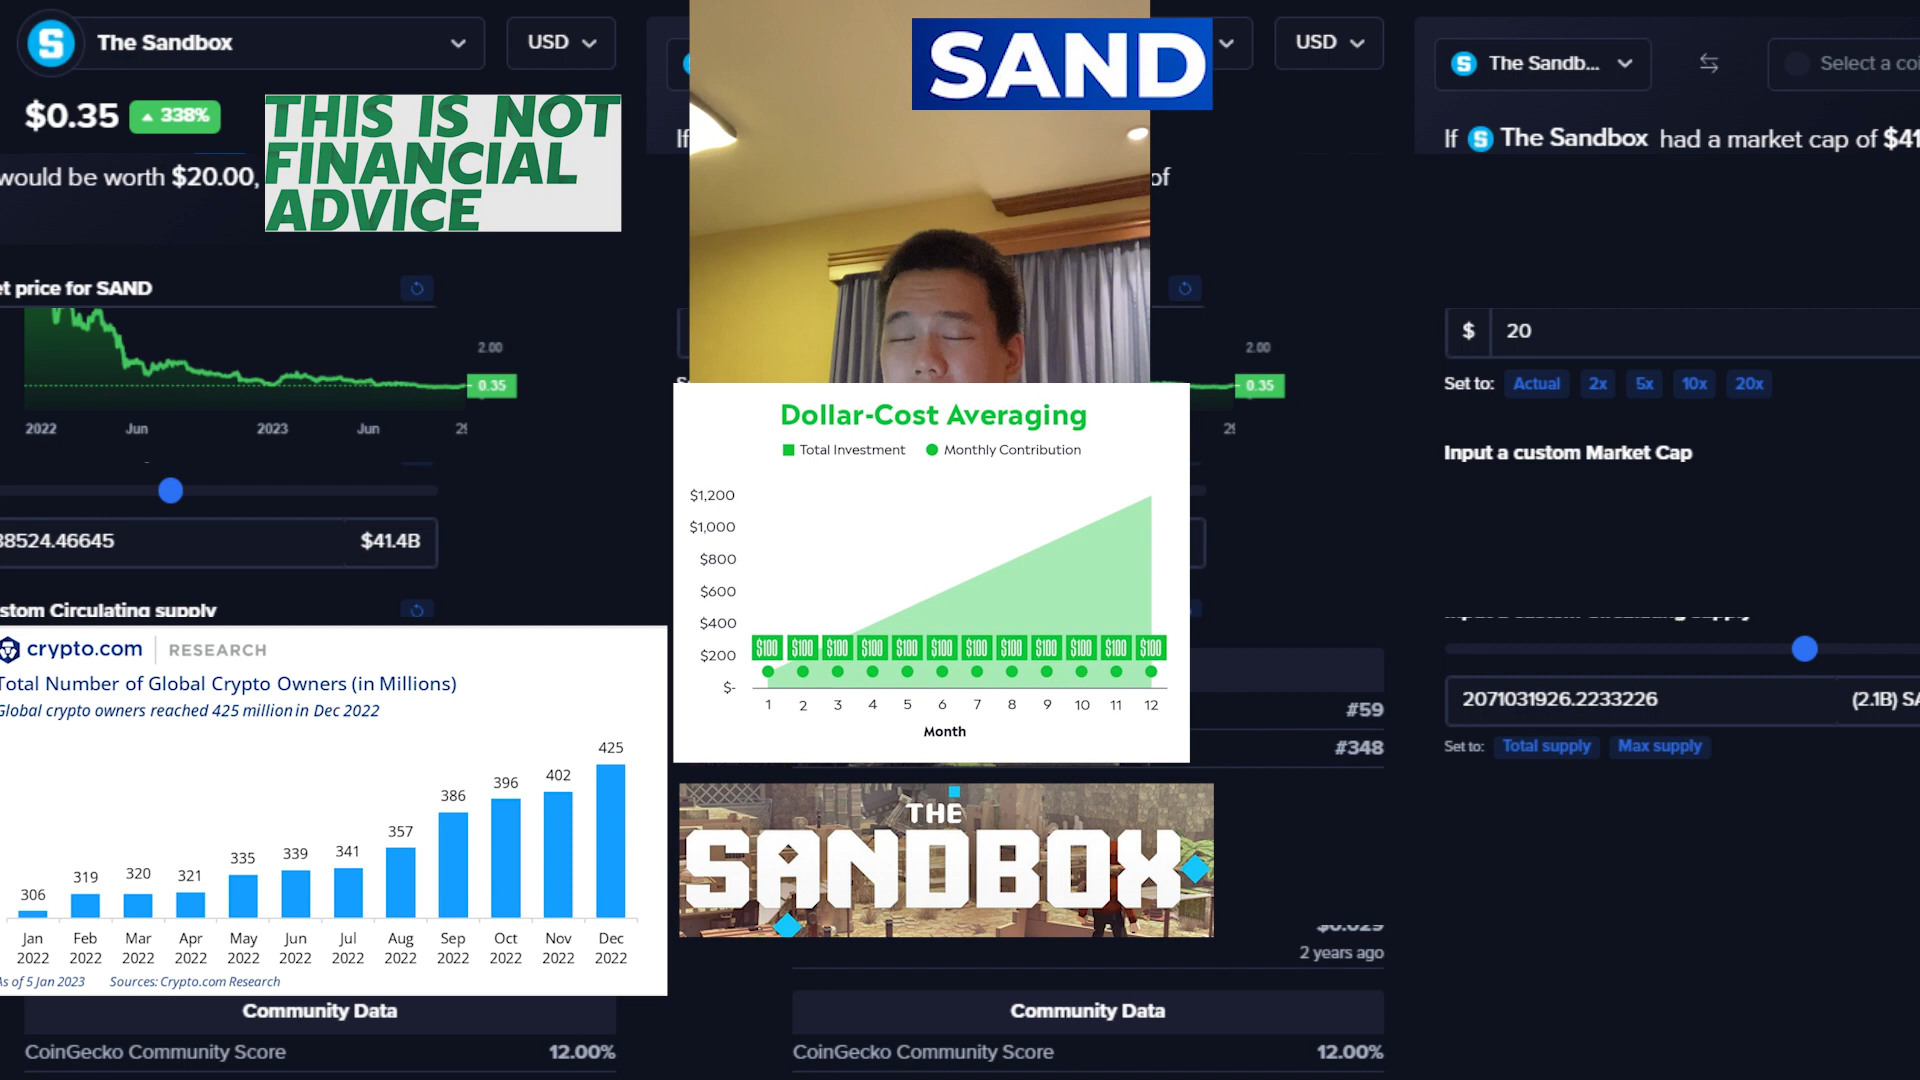 The Sandbox
USD
$0.35
338%
would be worth $20.00,
THIS IS NOT
FINANCIAL
ADVICE
price for SAND
2.00
0.35
2022
Jun
2023
Jun
38524.46645
$41.4B
Circulating supply
crypto.com
RESEARCH
Total Number of Global Crypto Owners (in Millions)
Global crypto owners reached 425 million in Dec 2022
306
319
320
321
335
339
341
357
386
396
402
425
Jan
2022
Feb
2022
Mar
2022
Apr
2022
May
2022
Jun
2022
Jul
2022
Aug
2022
Sep
2022
Oct
2022
Nov
2022
Dec
2022
As of 5 Jan 2023
Sources: Crypto.com Research
Community Data
CoinGecko Community Score
12.00%
SAND
USD
If
of
2.00
0.35
Dollar-Cost Averaging
Total Investment
Monthly Contribution
$1,200
$1,000
$800
$600
$400
$200
$-
$100
$100
$100
$100
$100
$100
$100
$100
$100
$100
$100
$100
1
2
3
4
5
6
7
8
9
10
11
12
Month
#59
#348
THE
SANDBOX
2 years ago
Community Data
CoinGecko Community Score
12.00%
The Sandb...
Select a
If The Sandbox had a market cap of
$ 20
Set to: Actual 2x 5x 10x 20x
Input a custom Market Cap
2071031926.2233226
(2.1B)
Set to: Total supply Max supply